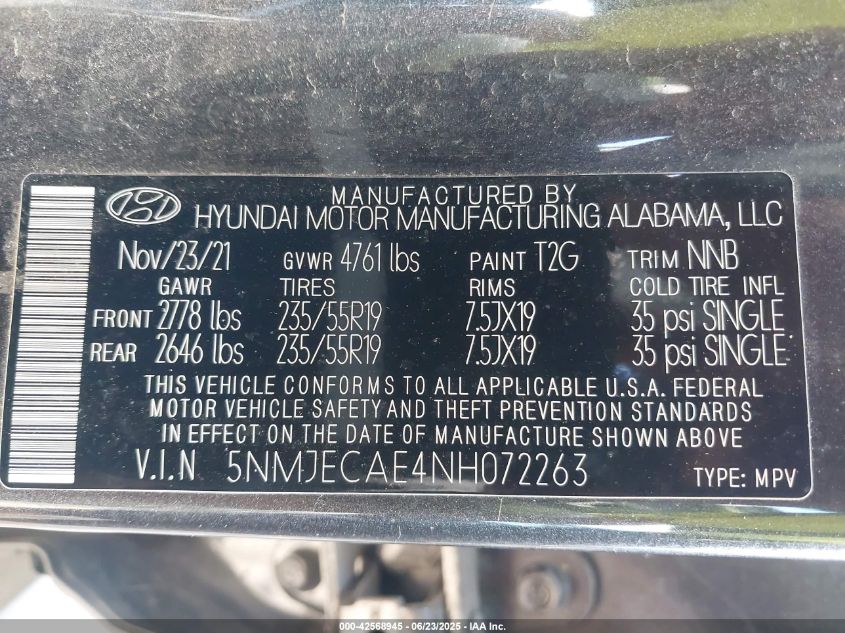 MANUFACTURED BY
HYUNDAI MOTOR MANUFACTURING ALABAMA, LLC
Nov/23/21 GVWR 4761 lbs PAINT T2G TRIM NNB
GAWR TIRES RIMS COLD TIRE INFL
FRONT 2778 lbs 235/55R19 7.5JX19 35 psi SINGLE
REAR 2646 lbs 235/55R19 7.5JX19 35 psi SINGLE
THIS VEHICLE CONFORMS TO ALL APPLICABLE U.S.A. FEDERAL
MOTOR VEHICLE SAFETY AND THEFT PREVENTION STANDARDS
IN EFFECT ON THE DATE OF MANUFACTURE SHOWN ABOVE.
V.I.N 5NMJECAE4NH072263 TYPE: MPV
000-42568945 - 06/23/2025 - IAA, Inc.